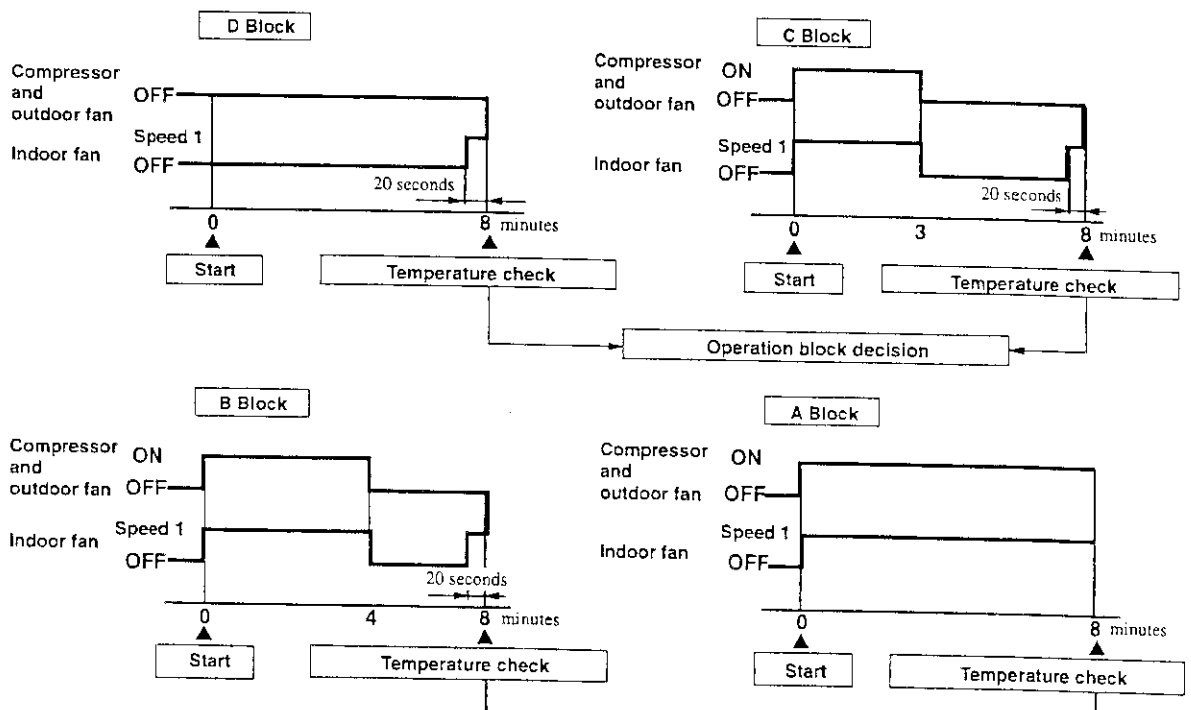 D Block
Compressor
and
outdoor fan
OFF
Speed 1
Indoor fan
OFF
20 seconds
0
8 minutes
Start
Temperature check
C Block
Compressor
and
outdoor fan
ON
OFF
Speed 1
Indoor fan
OFF
20 seconds
0
3
8 minutes
Start
Temperature check
Operation block decision
B Block
Compressor
and
outdoor fan
ON
OFF
Speed 1
Indoor fan
OFF
20 seconds
0
4
8 minutes
Start
Temperature check
A Block
Compressor
and
outdoor fan
ON
OFF
Speed 1
Indoor fan
OFF
0
8 minutes
Start
Temperature check